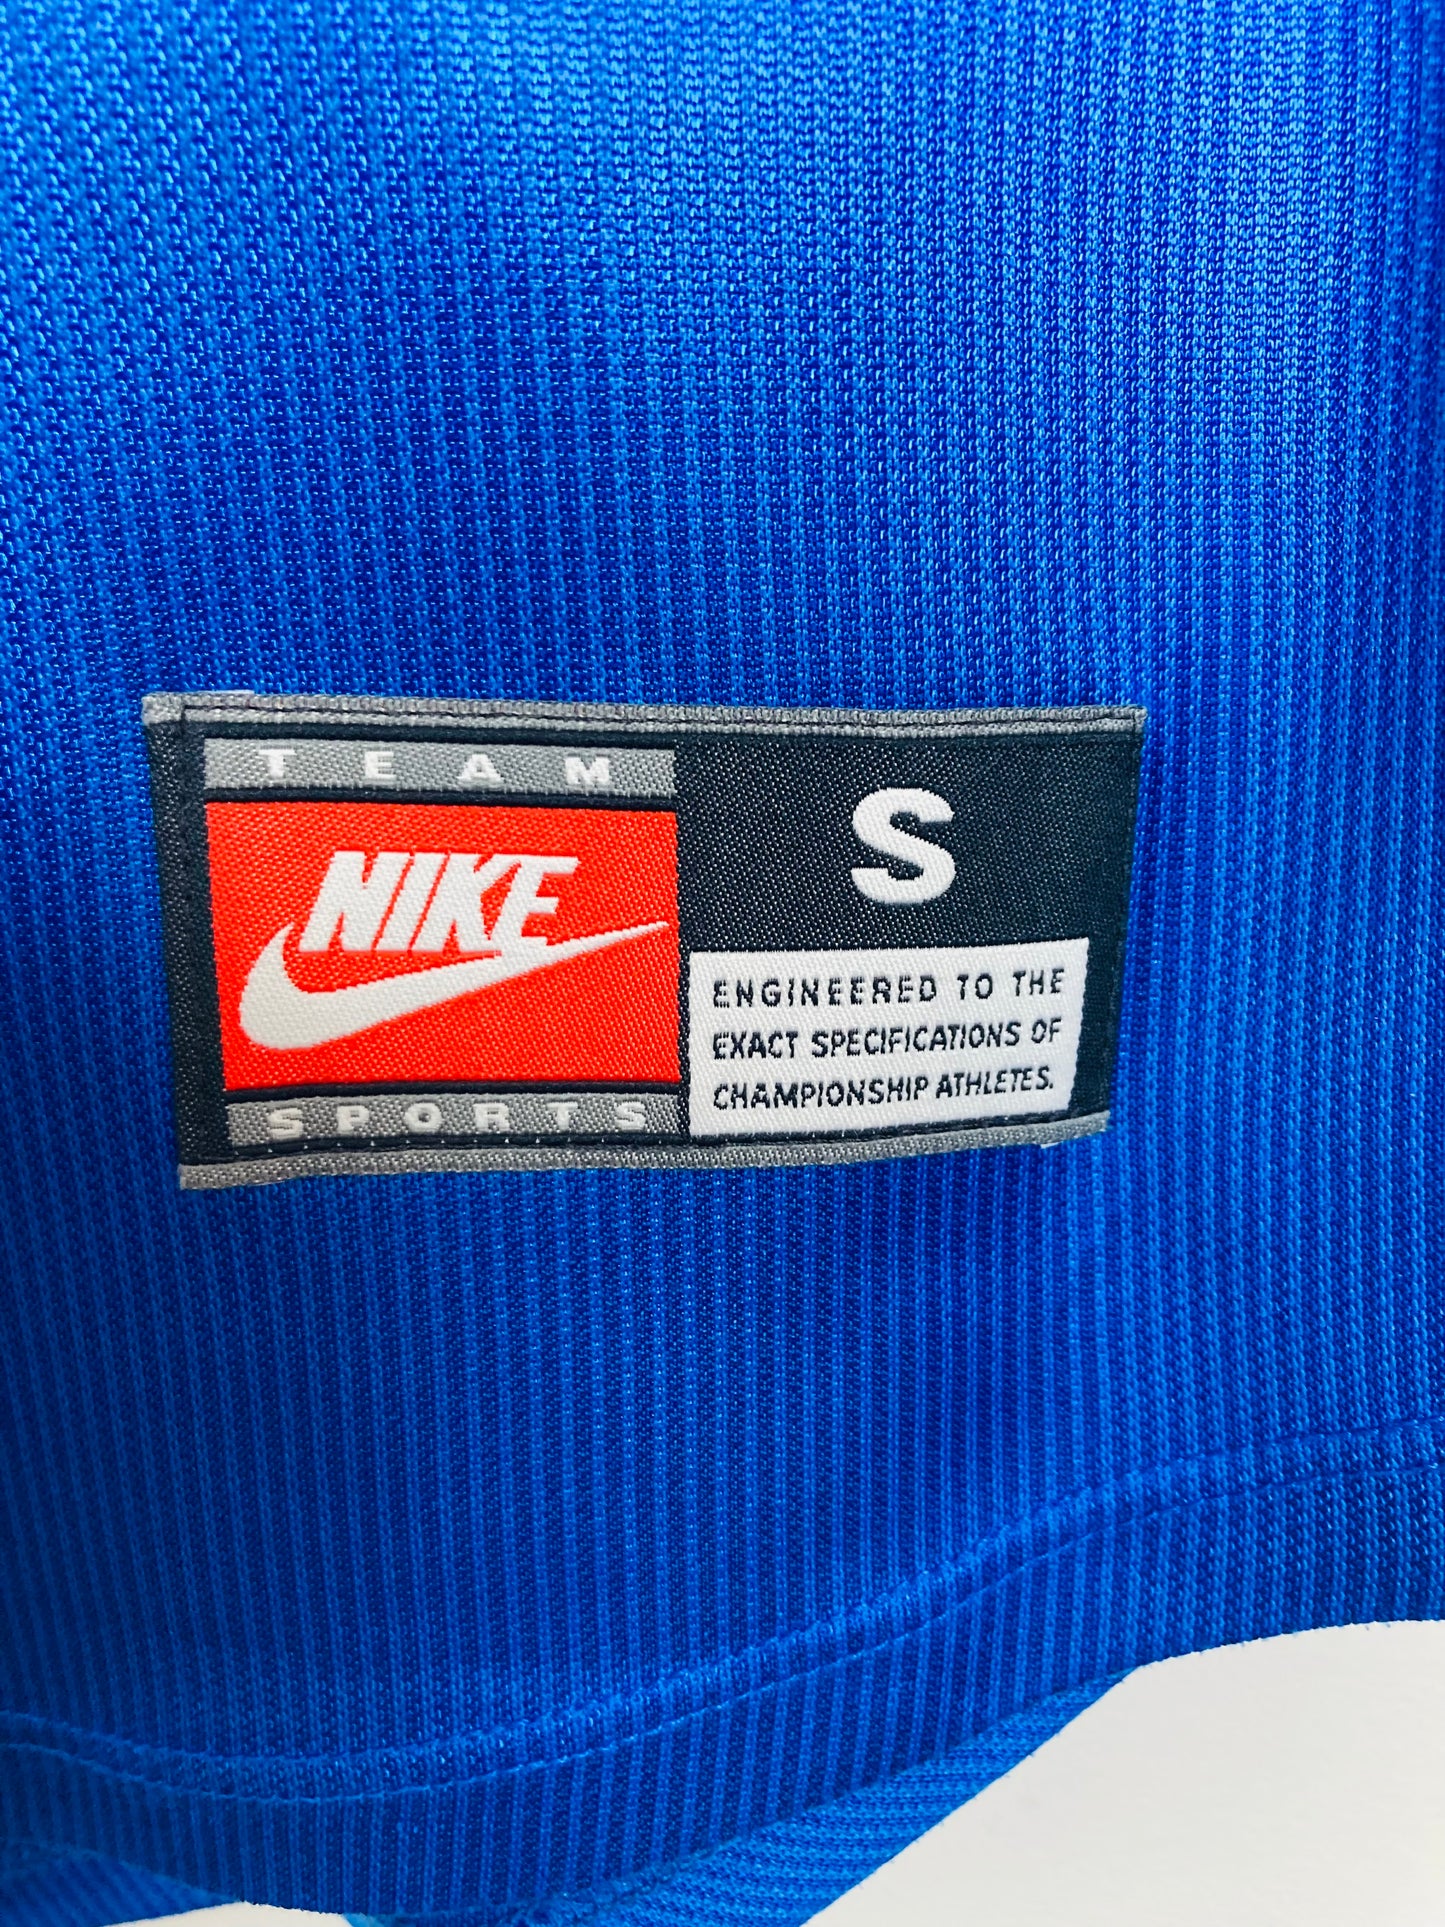 TEAM
NIKE
SPORTS
S
ENGINEERED TO THE
EXACT SPECIFICATIONS OF
CHAMPIONSHIP ATHLETES.